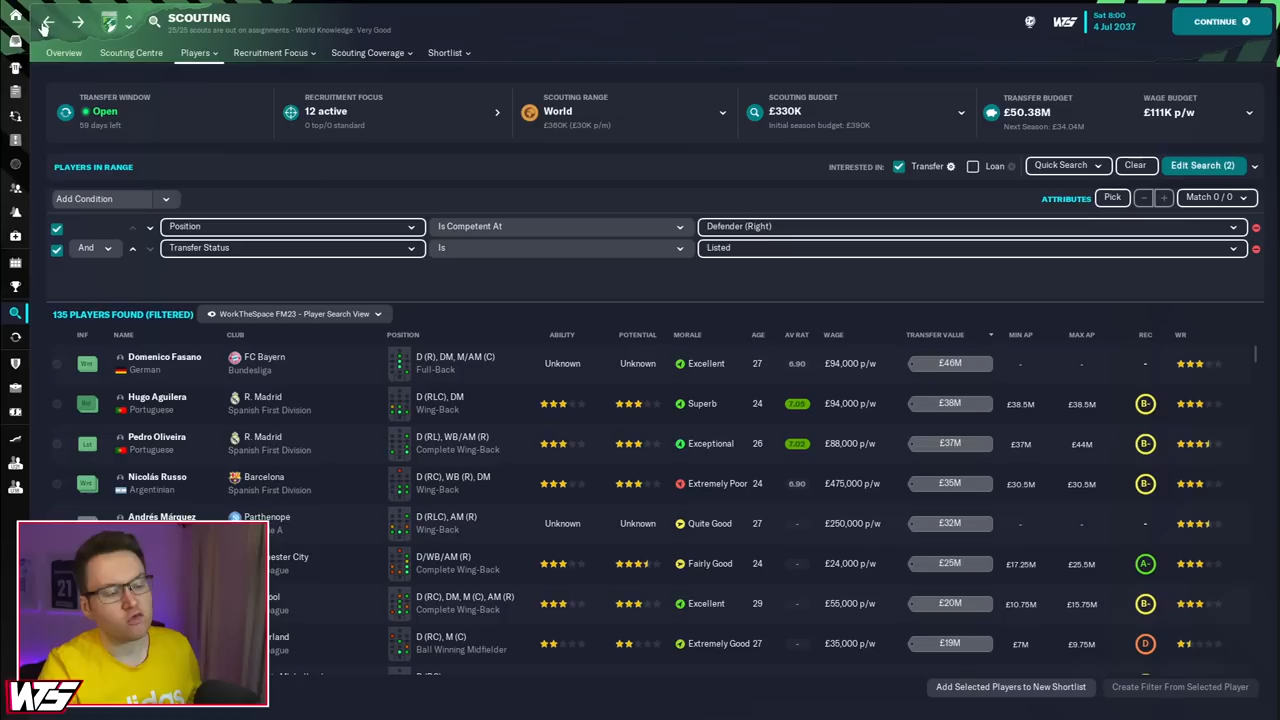 SCOUTING
25/25 scouts are out on assignments - World Knowledge: Very Good
WTS
Sat 8:00
4 Jul 2037
CONTINUE
Overview
Scouting Centre
Players
Recruitment Focus
Scouting Coverage
Shortlist
TRANSFER WINDOW
Open
59 days left
RECRUITMENT FOCUS
12 active
0 top/0 standard
SCOUTING RANGE
World
£360K (£30K p/m)
SCOUTING BUDGET
£330K
Initial season budget: £390K
TRANSFER BUDGET
£50.38M
Next Season: £34.04M
WAGE BUDGET
£111K p/w
PLAYERS IN RANGE
INTERESTED IN:
Transfer
Loan
Quick Search
Clear
Edit Search (2)
Add Condition
ATTRIBUTES
Pick
Match 0 / 0
Position
Is Competent At
Defender (Right)
And
Transfer Status
Is
Listed
135 PLAYERS FOUND (FILTERED)
WorkTheSpace FM23 - Player Search View
INF NAME CLUB POSITION ABILITY POTENTIAL MORALE AGE AV RAT WAGE TRANSFER VALUE MIN AP MAX AP REC WR
Wnt Domenico Fasano FC Bayern D (R), DM, M/AM (C) Unknown Unknown Excellent 27 6.90 £94,000 p/w £46M - - -
German Bundesliga Full-Back
Hugo Aguilera R. Madrid D (RLC), DM Superb 24 7.05 £94,000 p/w £38M £38.5M £38.5M B-
Portuguese Spanish First Division Wing-Back
Lst Pedro Oliveira R. Madrid D (RL), WB/AM (R) Exceptional 26 7.02 £88,000 p/w £37M £37M £44M B-
Portuguese Spanish First Division Complete Wing-Back
Wnt Nicolás Russo Barcelona D (RC), WB (R), DM Extremely Poor 24 6.90 £475,000 p/w £35M £30.5M £30.5M B-
Argentinian Spanish First Division Wing-Back
Andrés Márquez Parthenope D (RLC), AM (R) Unknown Unknown Quite Good 27 - £250,000 p/w £32M - - -
e A Wing-Back
hester City D/WB/AM (R) Fairly Good 24 - £24,000 p/w £25M £17.25M £25.5M A-
eague Complete Wing-Back
ool D (RC), DM, M (C), AM (R) Excellent 29 - £55,000 p/w £20M £10.75M £15.75M B-
eague Complete Wing-Back
erland D (RC), M (C) Extremely Good 27 - £35,000 p/w £19M £7M £9.75M D
eague Ball Winning Midfielder
21
adidas
WTS
Add Selected Players to New Shortlist
Create Filter From Selected Player